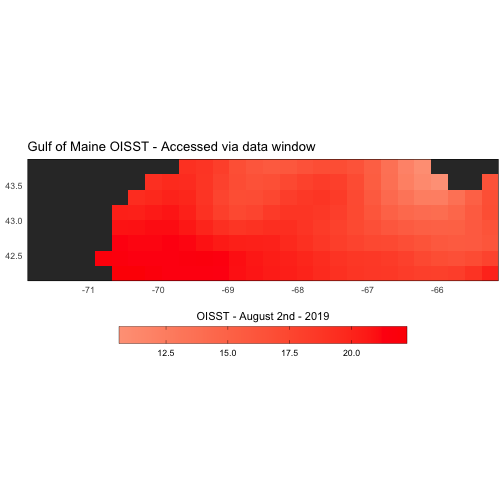 Gulf of Maine OISST - Accessed via data window
43.5
43.0
42.5
-71 -70 -69 -68 -67 -66
OISST - August 2nd - 2019
12.5 15.0 17.5 20.0